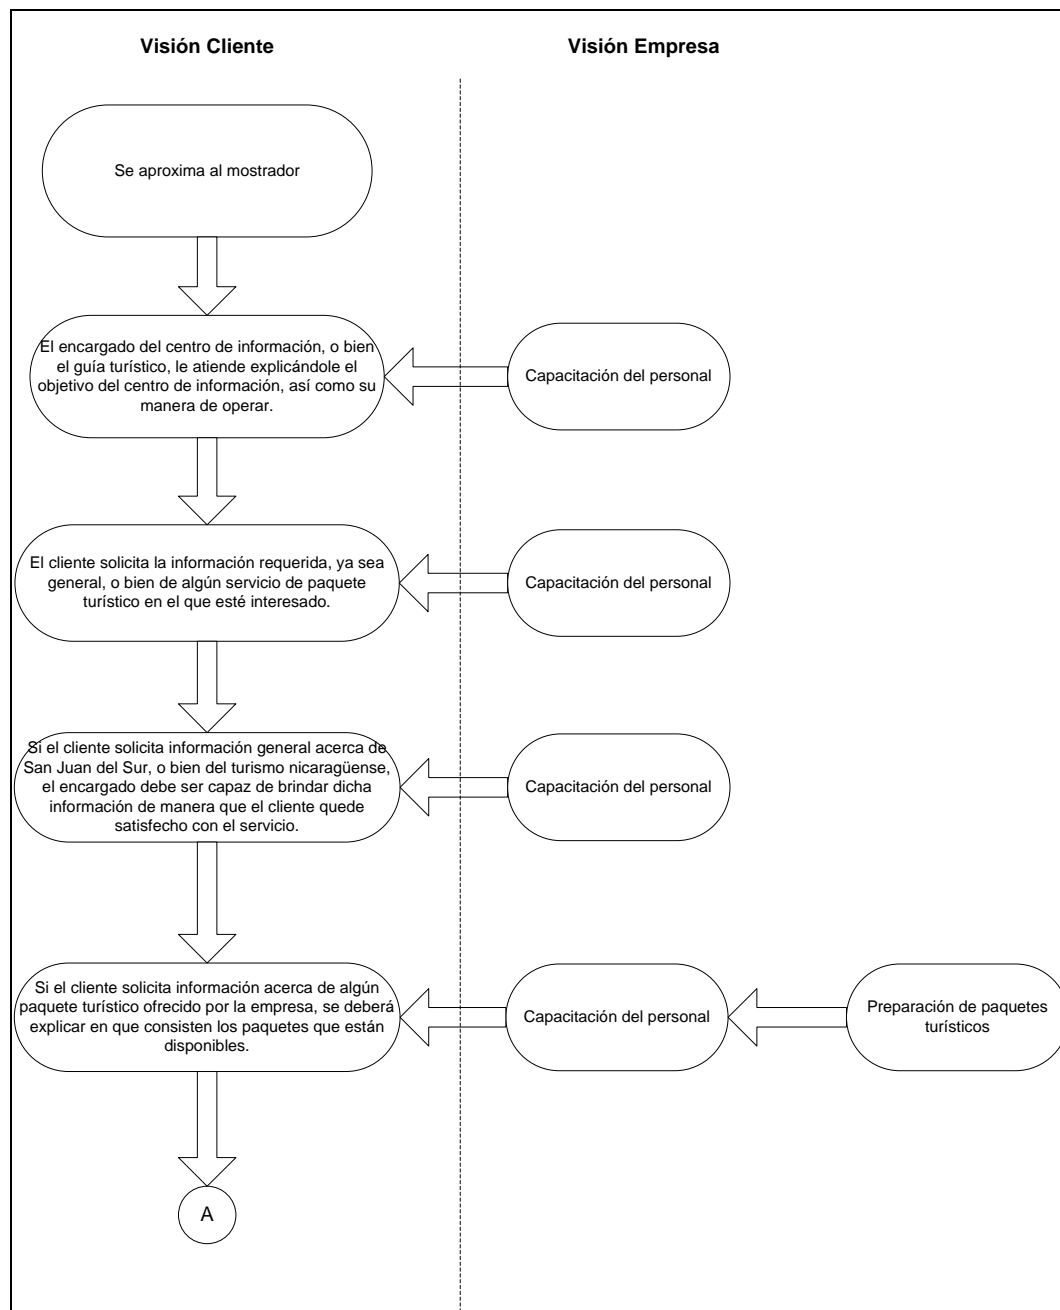 Visión Cliente
Visión Empresa
Se aproxima al mostrador
El encargado del centro de información, o bien
el guía turístico, le atiende explicándole el
objetivo del centro de información, así como su
manera de operar.
Capacitación del personal
El cliente solicita la información requerida, ya sea
general, o bien de algún servicio de paquete
turístico en el que esté interesado.
Capacitación del personal
Si el cliente solicita información general acerca de
San Juan del Sur, o bien del turismo nicaragüense,
el encargado debe ser capaz de brindar dicha
información de manera que el cliente quede
satisfecho con el servicio.
Capacitación del personal
Si el cliente solicita información acerca de algún
paquete turístico ofrecido por la empresa, se deberá
explicar en que consisten los paquetes que están
disponibles.
Capacitación del personal
Preparación de paquetes
turísticos
A